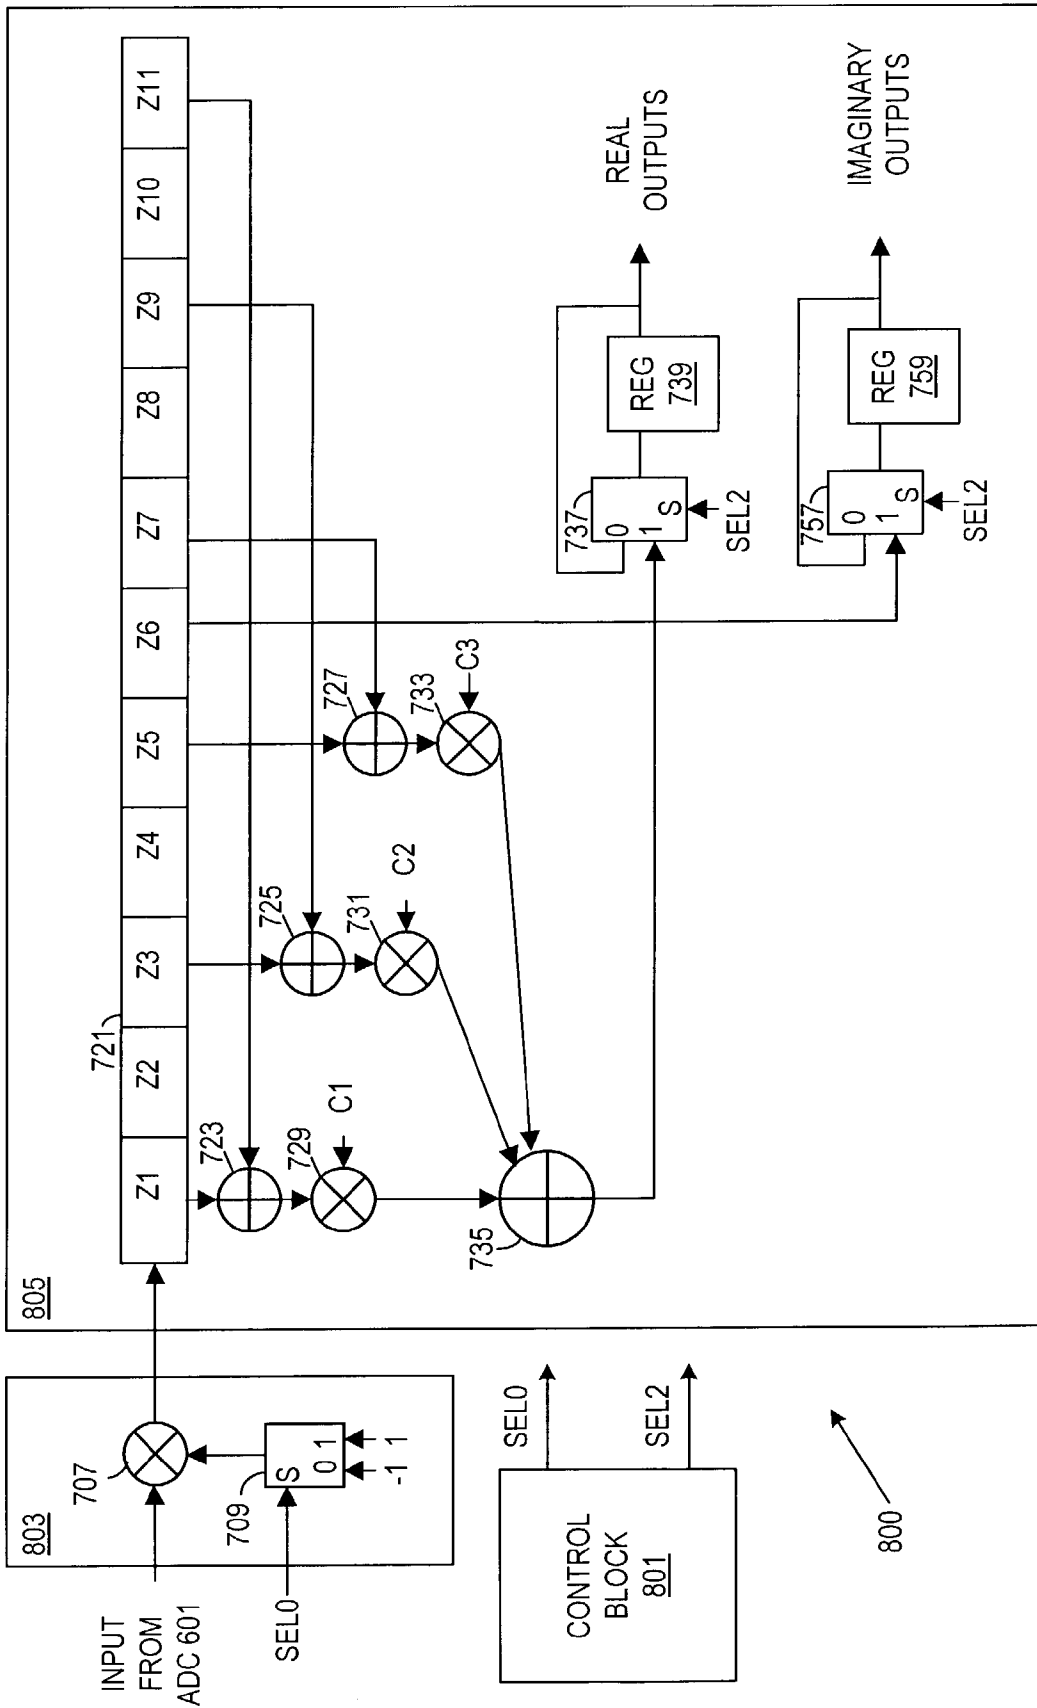 803
INPUT
FROM
ADC 601
707
709
SEL0
S
0 1
-1 1
CONTROL
BLOCK
801
SEL0
SEL2
800
805
721
Z1 Z2 Z3 Z4 Z5 Z6 Z7 Z8 Z9 Z10 Z11
723
725
727
729
C1
731
C2
733
C3
735
737
0
1
S
SEL2
REG
739
REAL
OUTPUTS
757
0
1
S
SEL2
REG
759
IMAGINARY
OUTPUTS